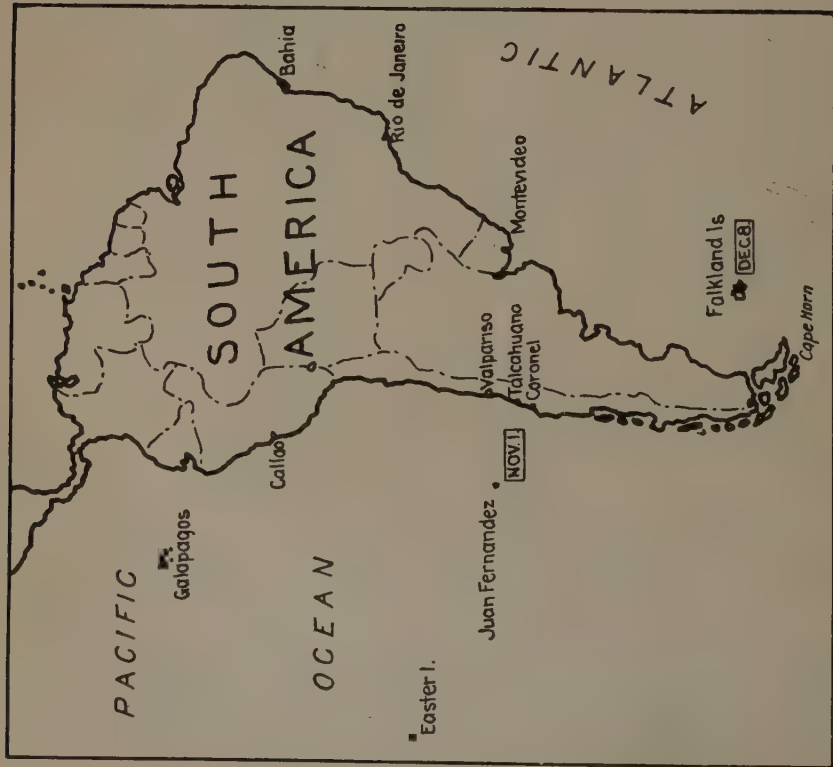 PACIFIC
OCEAN
Galapagos
Easter I.
Juan Fernandez
NOV. 1
Callao
Valpariso
Talcahuano
Coronel
SOUTH
AMERICA
Bahia
Rio de Janeiro
Montevideo
ATLANTIC
Falkland Is
DEC. 8.
Cape Horn